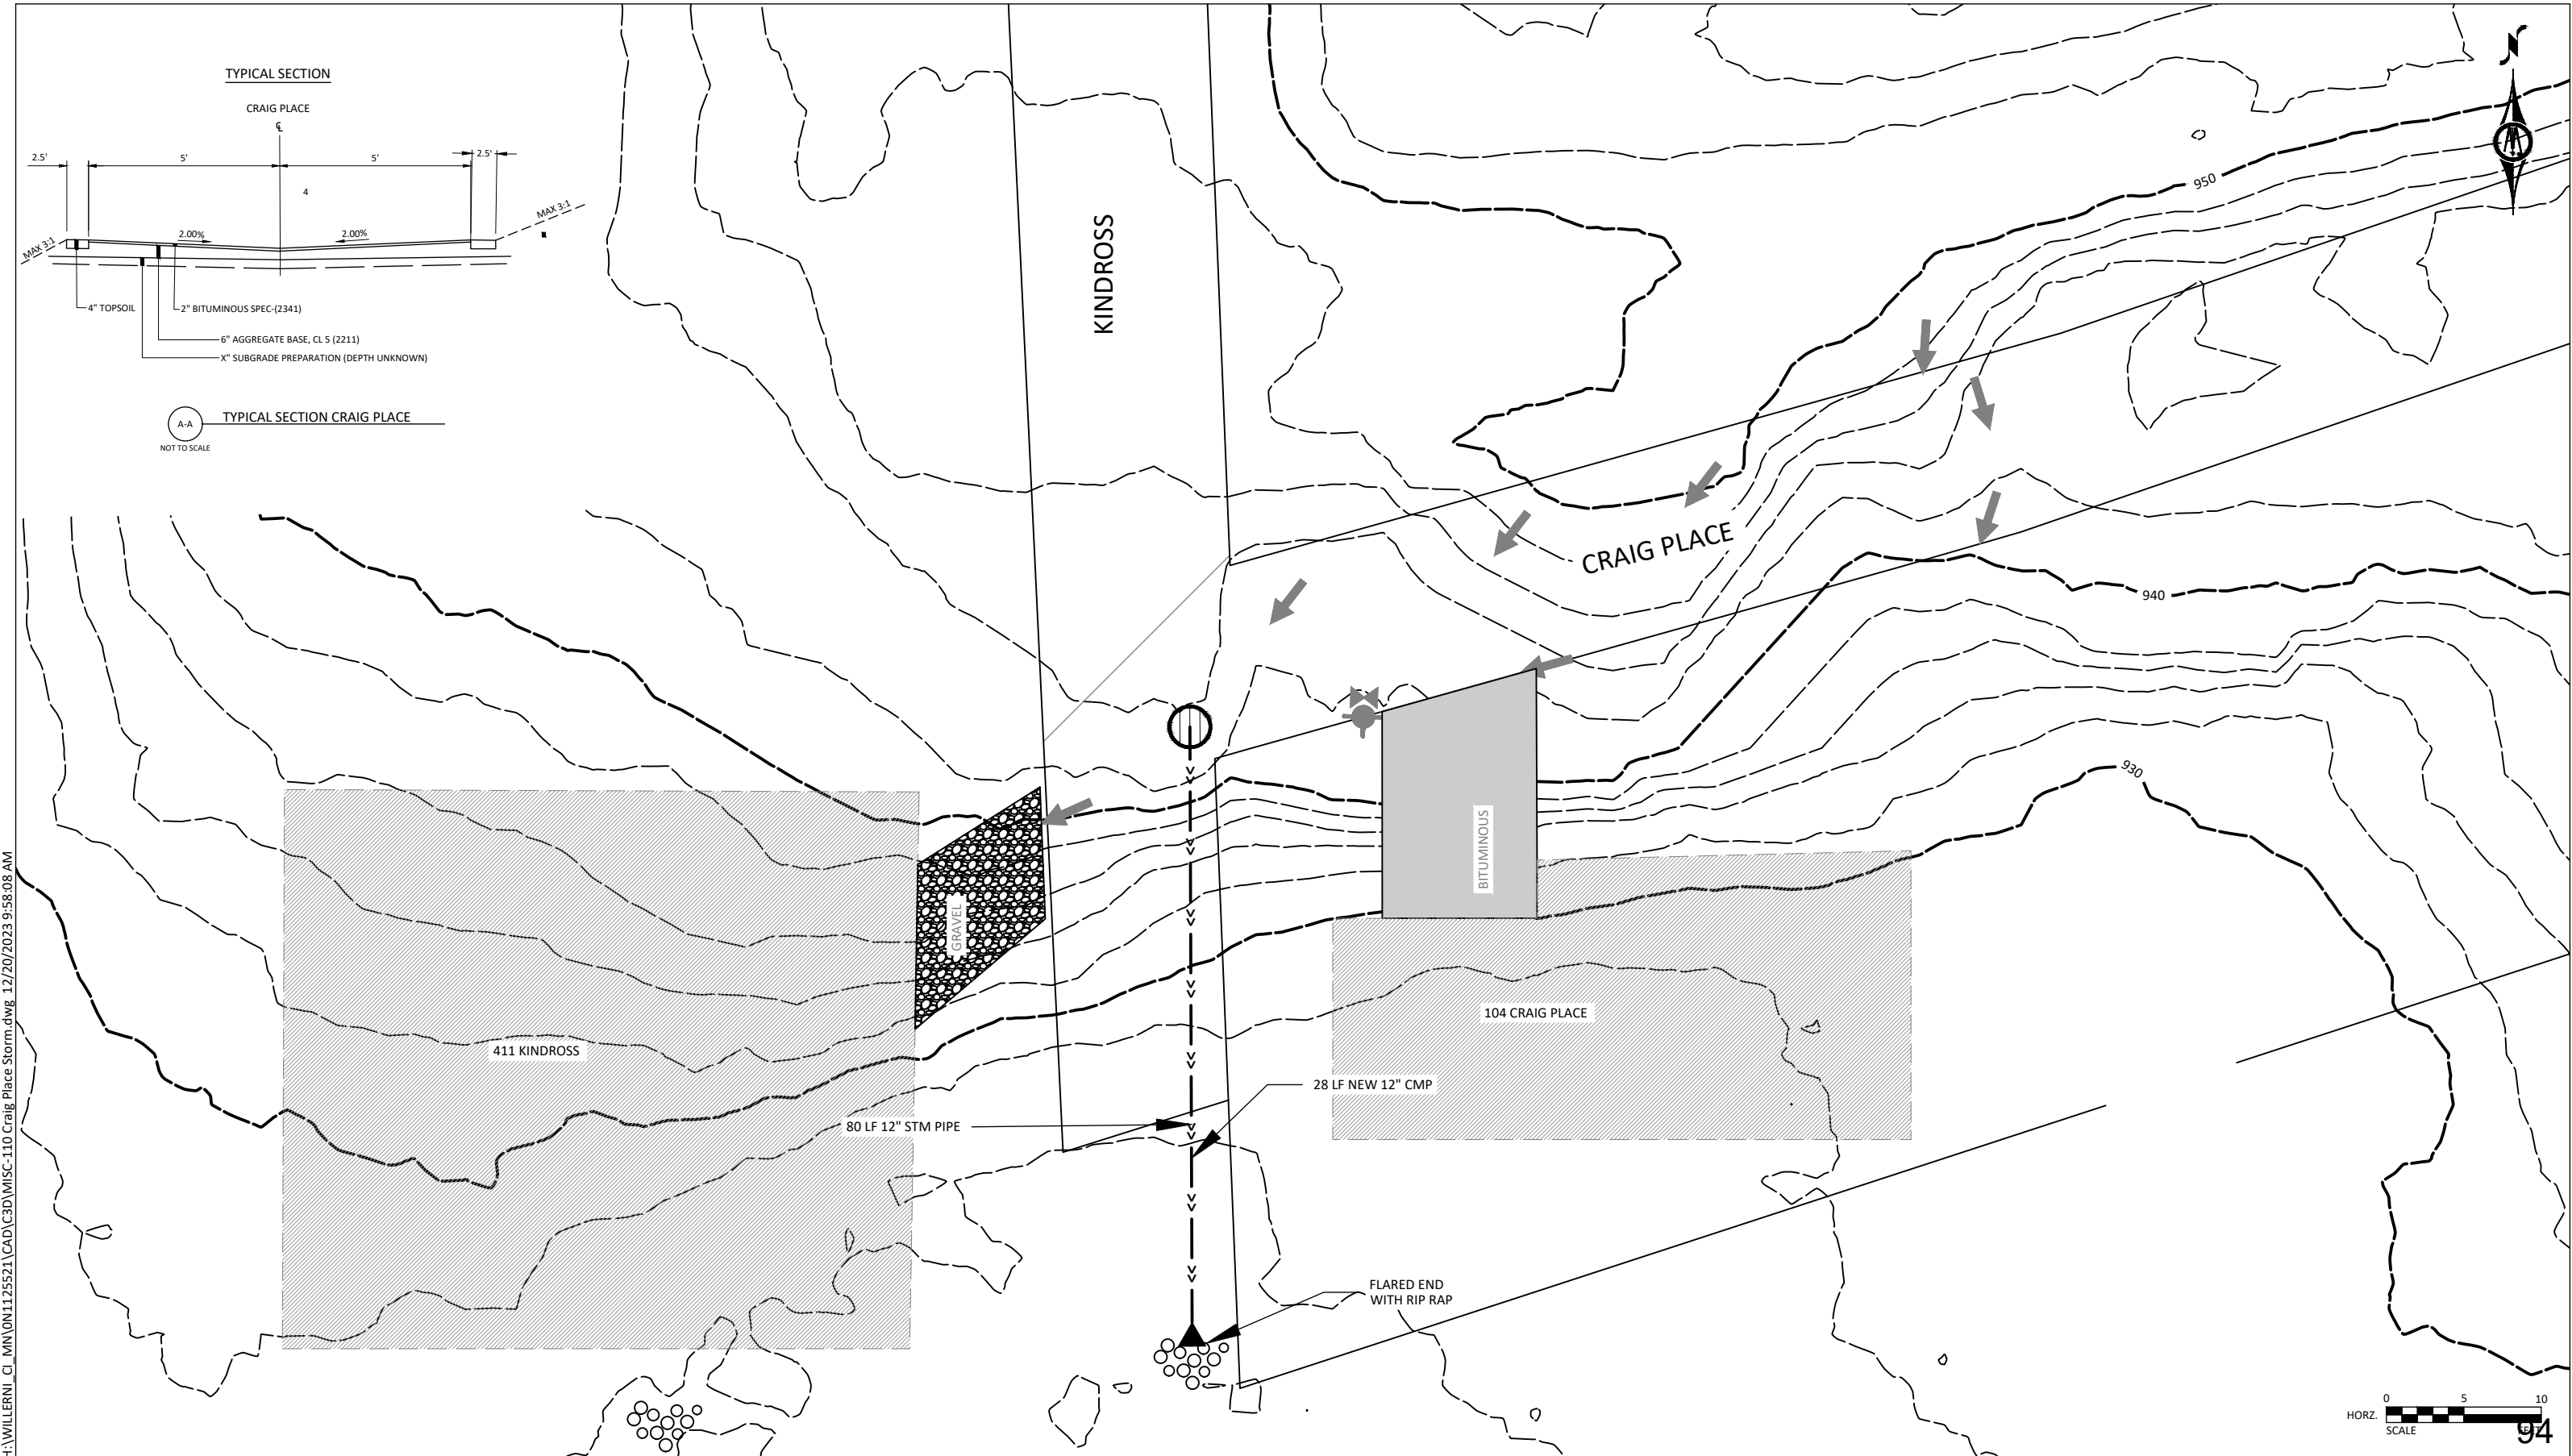 TYPICAL SECTION
CRAIG PLACE
℄
2.5'
5'
5'
2.5'
4
MAX 3:1
2.00%
2.00%
MAX 3:1
4" TOPSOIL
2" BITUMINOUS SPEC-(2341)
6" AGGREGATE BASE, CL 5 (2211)
X" SUBGRADE PREPARATION (DEPTH UNKNOWN)
A-A
TYPICAL SECTION CRAIG PLACE
NOT TO SCALE
KINDROSS
N
950
CRAIG PLACE
940
930
BITUMINOUS
GRAVEL
104 CRAIG PLACE
411 KINDROSS
28 LF NEW 12" CMP
80 LF 12" STM PIPE
FLARED END
WITH RIP RAP
0 5 10
HORZ.
SCALE
94
H:\WILLERNI_CI_MN\0N1125521\CAD\C3D\MISC-110 Craig Place Storm.dwg 12/20/2023 9:58:08 AM